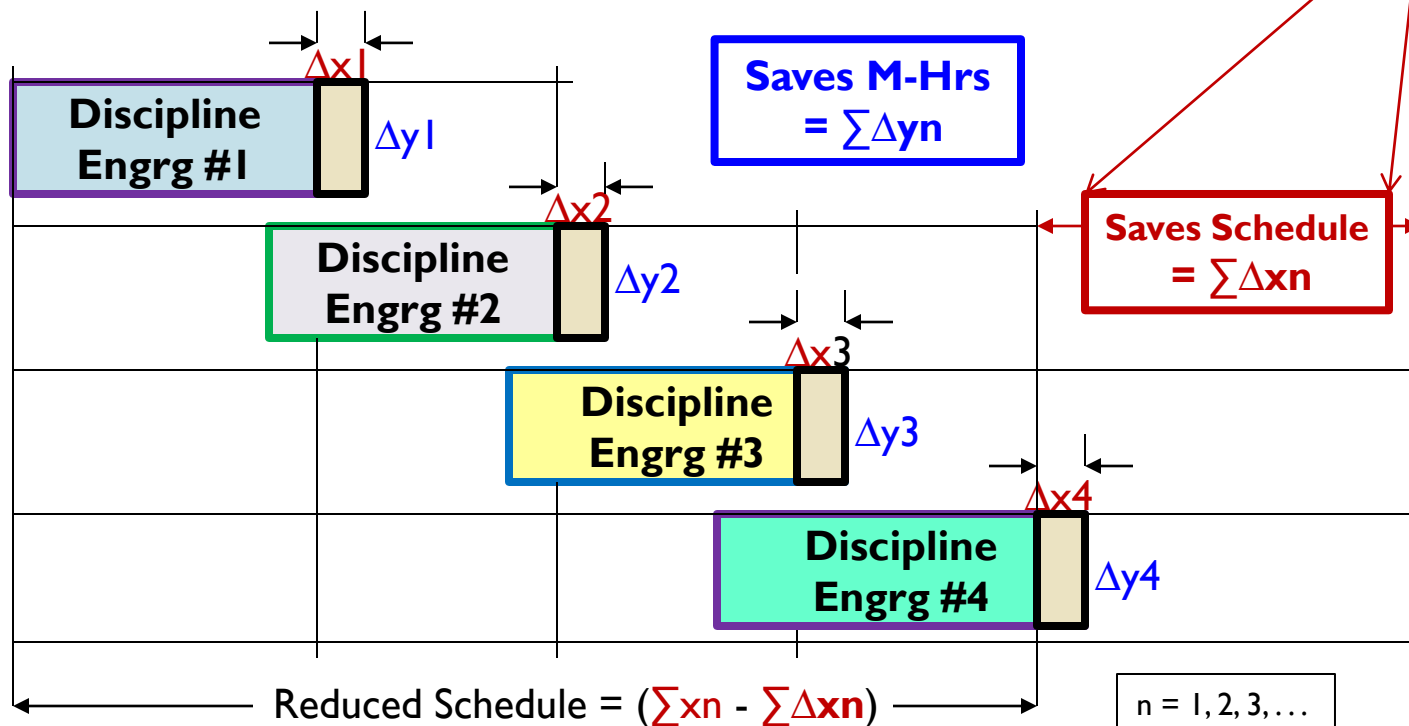 Δx1
Discipline
Engrg #1
Δy1
Saves M-Hrs
= ∑Δyn
Δx2
Discipline
Engrg #2
Δy2
Saves Schedule
= ∑Δxn
Δx3
Discipline
Engrg #3
Δy3
Δx4
Discipline
Engrg #4
Δy4
Reduced Schedule = (∑xn - ∑Δxn)
n = 1, 2, 3, …